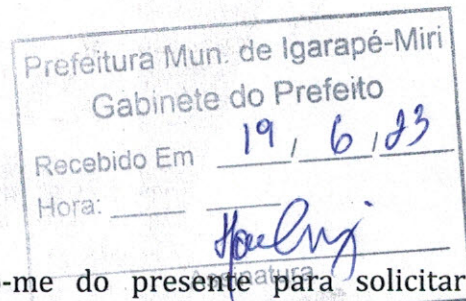 Prefeitura Mun. de Igarapé-Miri
Gabinete do Prefeito
Recebido Em 19, 6, 23
Hora:
Assinatura
-me do presente para solicitar